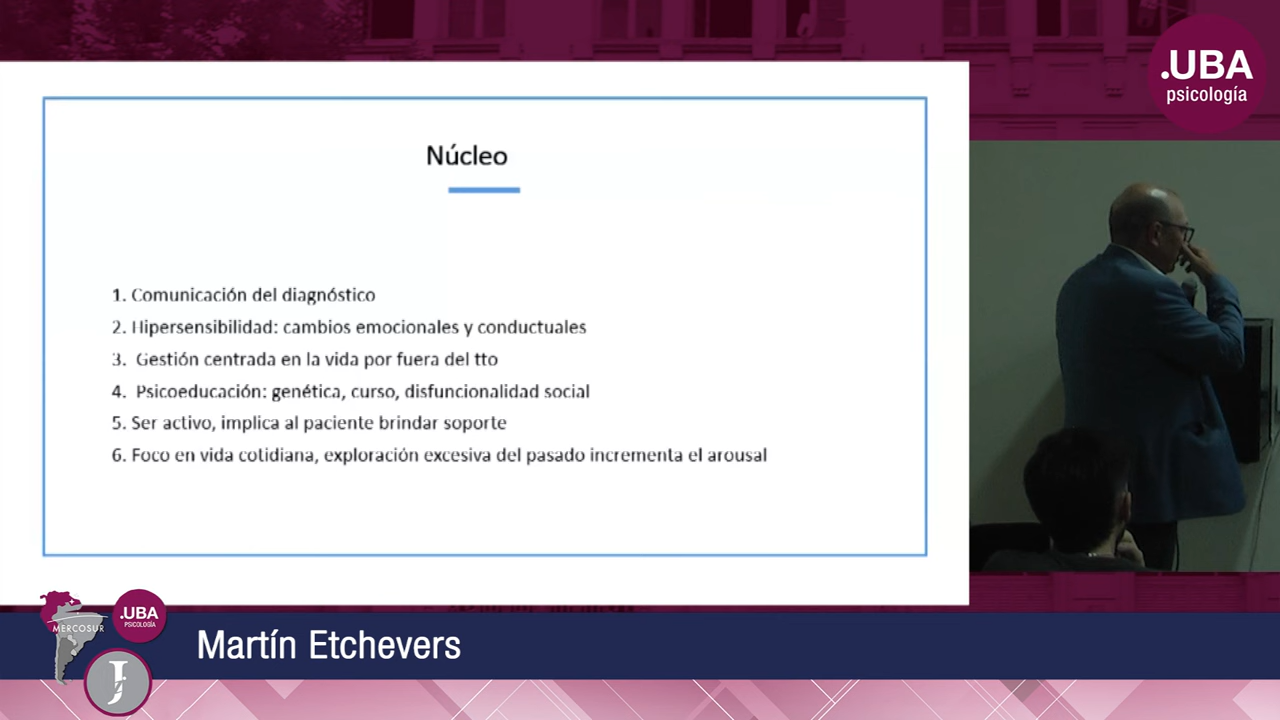 .UBA
psicología
Núcleo
1. Comunicación del diagnóstico
2. Hipersensibilidad: cambios emocionales y conductuales
3. Gestión centrada en la vida por fuera del tto
4. Psicoeducación: genética, curso, disfuncionalidad social
5. Ser activo, implica al paciente brindar soporte
6. Foco en vida cotidiana, exploración excesiva del pasado incrementa el arousal
MERCOSUR
.UBA
PSICOLOGÍA
J
Martín Etchevers